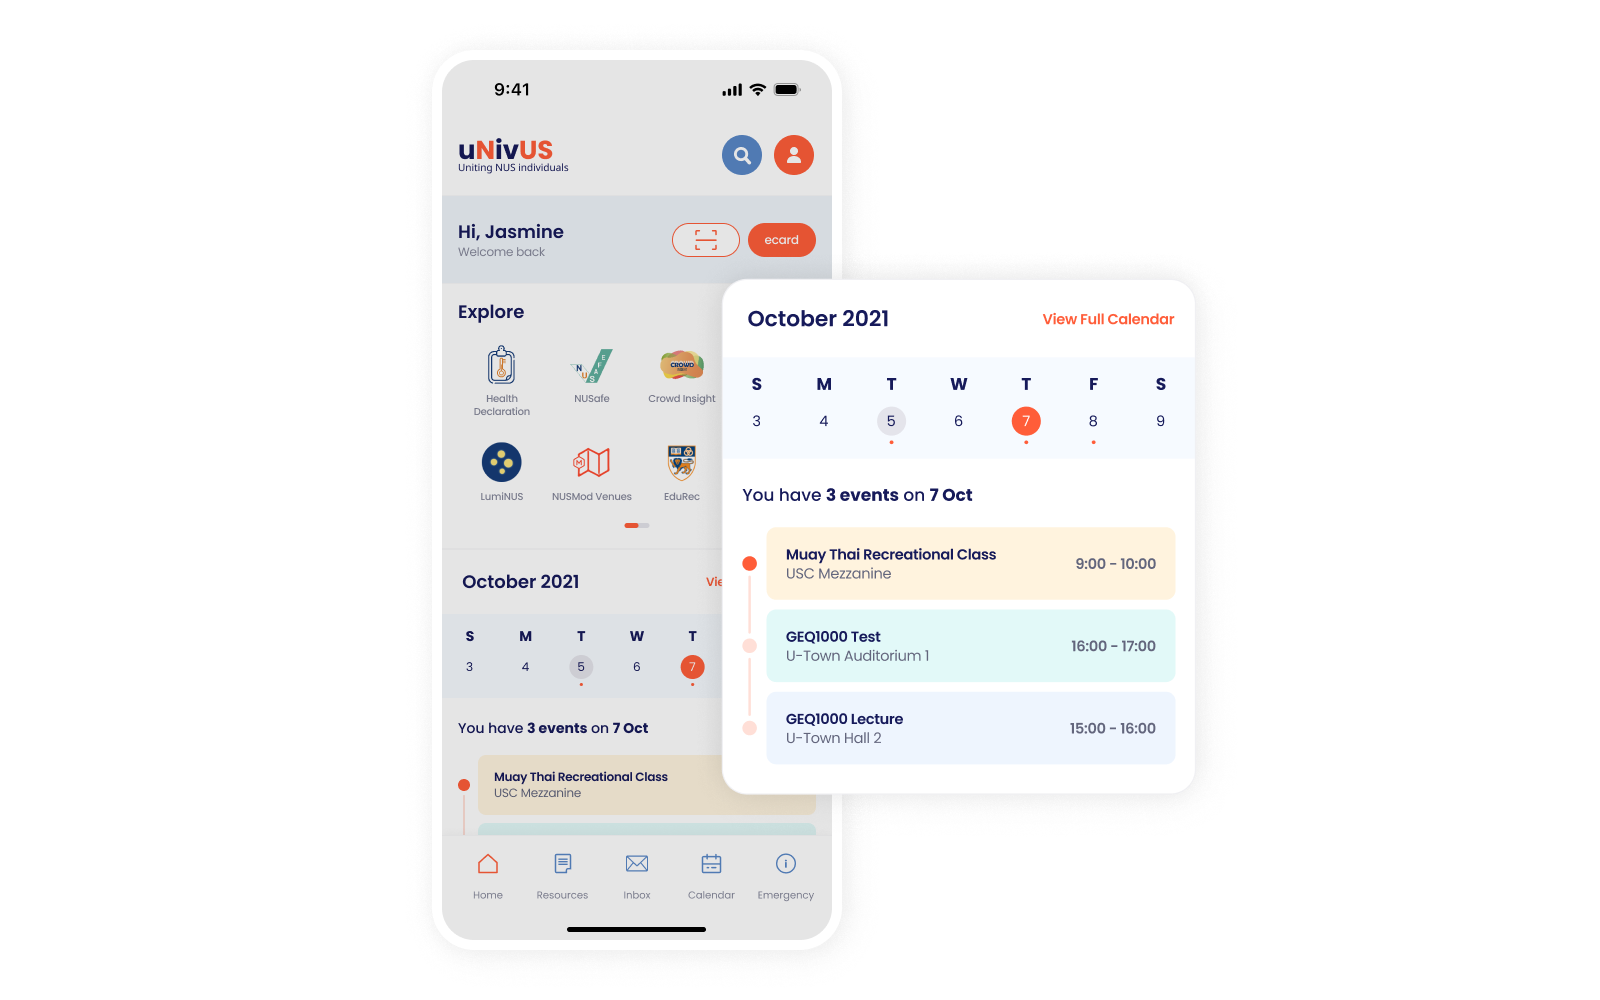 9:41
uNivUS
Uniting NUS individuals
Hi, Jasmine
Welcome back
ecard
Explore
Health
Declaration
NUSafe
Crowd Insight
NUS
SAFE
CROWD
LumiNUS
NUSMod Venues
EduRec
M
October 2021
Vie
S M T W T
3 4 5 6 7
You have 3 events on 7 Oct
Muay Thai Recreational Class
USC Mezzanine
Home Resources Inbox Calendar Emergency
October 2021
View Full Calendar
S M T W T F S
3 4 5 6 7 8 9
You have 3 events on 7 Oct
Muay Thai Recreational Class
USC Mezzanine
9:00 - 10:00
GEQ1000 Test
U-Town Auditorium 1
16:00 - 17:00
GEQ1000 Lecture
U-Town Hall 2
15:00 - 16:00